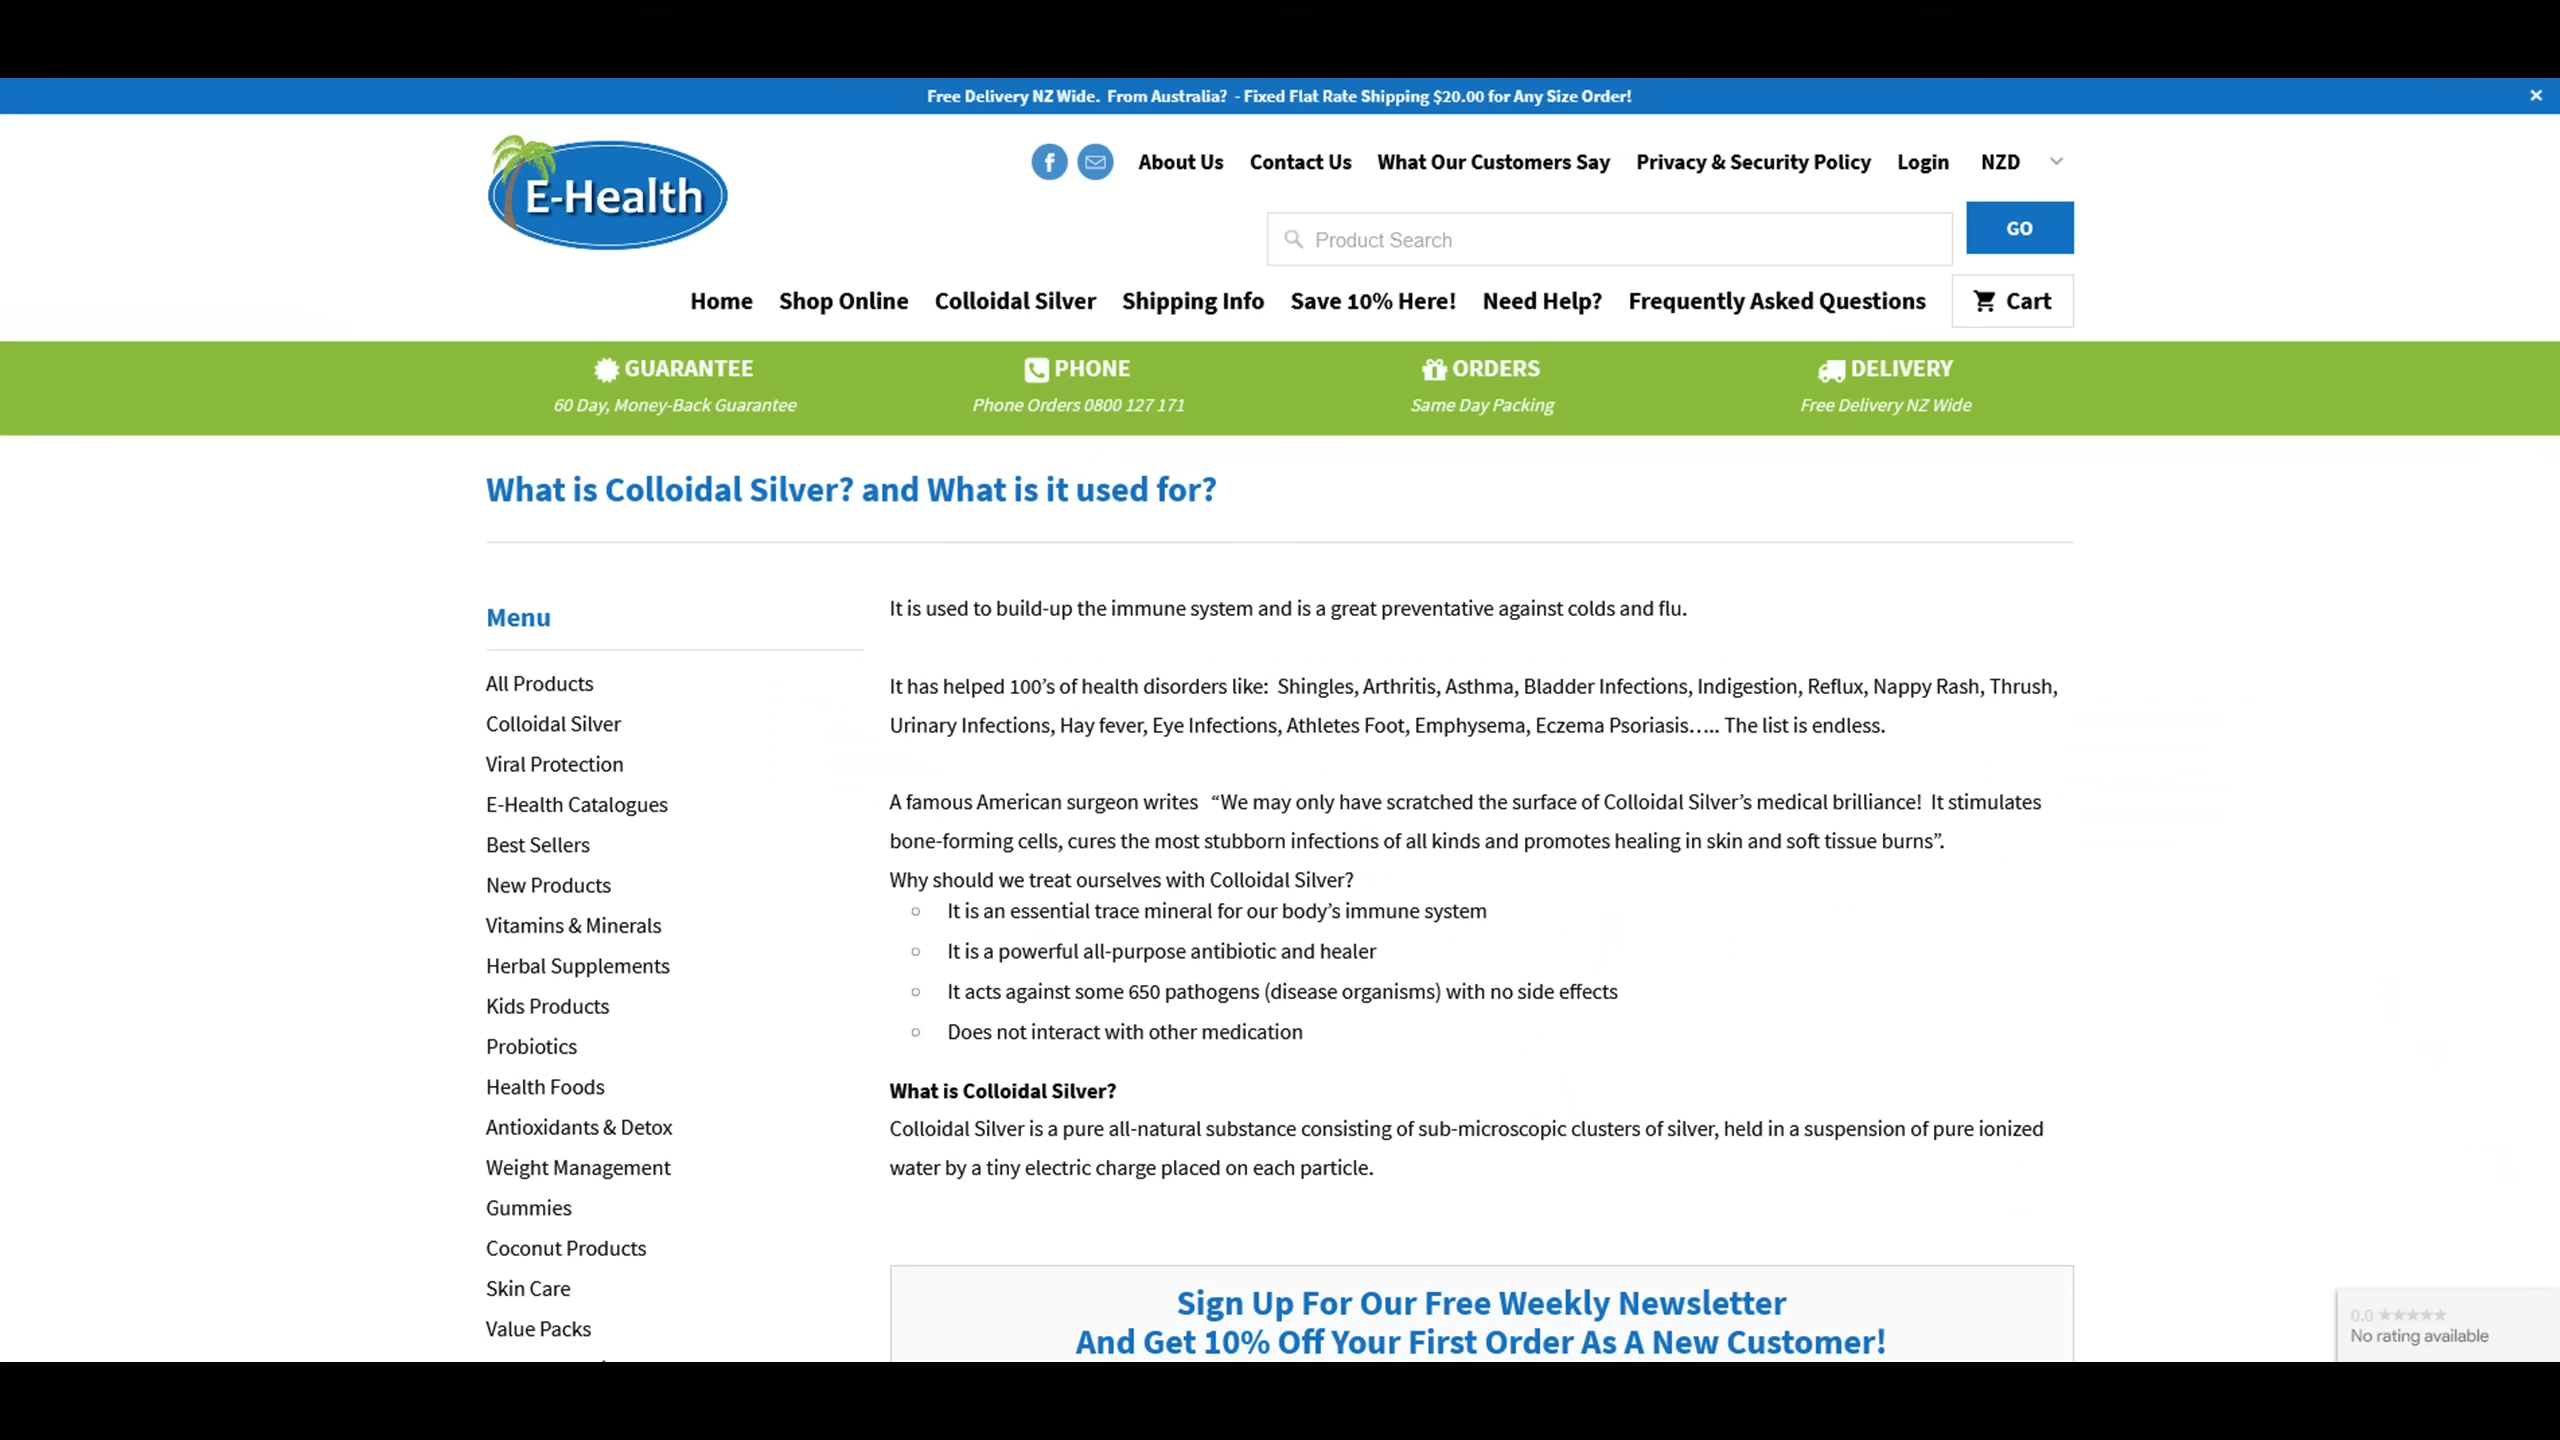 Free Delivery NZ Wide.  From Australia?  - Fixed Flat Rate Shipping $20.00 for Any Size Order!
E-Health
About Us
Contact Us
What Our Customers Say
Privacy & Security Policy
Login
NZD
Product Search
GO
Home
Shop Online
Colloidal Silver
Shipping Info
Save 10% Here!
Need Help?
Frequently Asked Questions
Cart
GUARANTEE
60 Day, Money-Back Guarantee
PHONE
Phone Orders 0800 127 171
ORDERS
Same Day Packing
DELIVERY
Free Delivery NZ Wide
What is Colloidal Silver? and What is it used for?
Menu
All Products
Colloidal Silver
Viral Protection
E-Health Catalogues
Best Sellers
New Products
Vitamins & Minerals
Herbal Supplements
Kids Products
Probiotics
Health Foods
Antioxidants & Detox
Weight Management
Gummies
Coconut Products
Skin Care
Value Packs
It is used to build-up the immune system and is a great preventative against colds and flu.
It has helped 100’s of health disorders like:  Shingles, Arthritis, Asthma, Bladder Infections, Indigestion, Reflux, Nappy Rash, Thrush,
Urinary Infections, Hay fever, Eye Infections, Athletes Foot, Emphysema, Eczema Psoriasis….. The list is endless.
A famous American surgeon writes  “We may only have scratched the surface of Colloidal Silver’s medical brilliance!  It stimulates
bone-forming cells, cures the most stubborn infections of all kinds and promotes healing in skin and soft tissue burns”.
Why should we treat ourselves with Colloidal Silver?
It is an essential trace mineral for our body’s immune system
It is a powerful all-purpose antibiotic and healer
It acts against some 650 pathogens (disease organisms) with no side effects
Does not interact with other medication
What is Colloidal Silver?
Colloidal Silver is a pure all-natural substance consisting of sub-microscopic clusters of silver, held in a suspension of pure ionized
water by a tiny electric charge placed on each particle.
Sign Up For Our Free Weekly Newsletter
And Get 10% Off Your First Order As A New Customer!
0.0 ★★★★★
No rating available